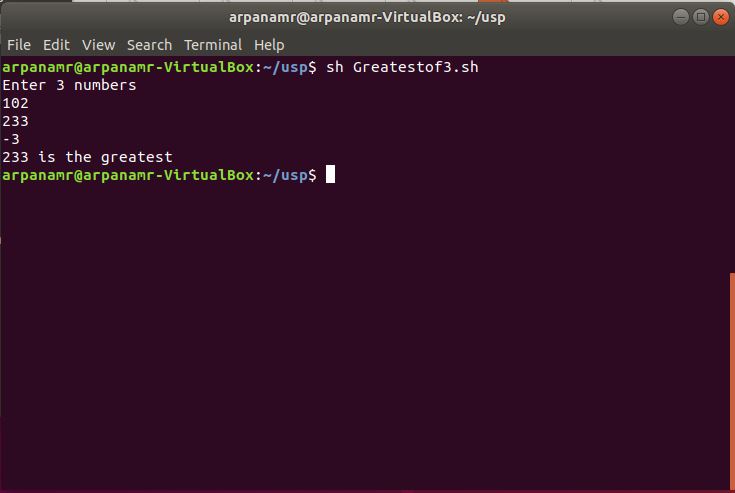 arpanamr@arpanamr-VirtualBox: ~/usp
File Edit View Search Terminal Help
arpanamr@arpanamr-VirtualBox:~/usp$ sh Greatestof3.sh
Enter 3 numbers
102
233
-3
233 is the greatest
arpanamr@arpanamr-VirtualBox:~/usp$